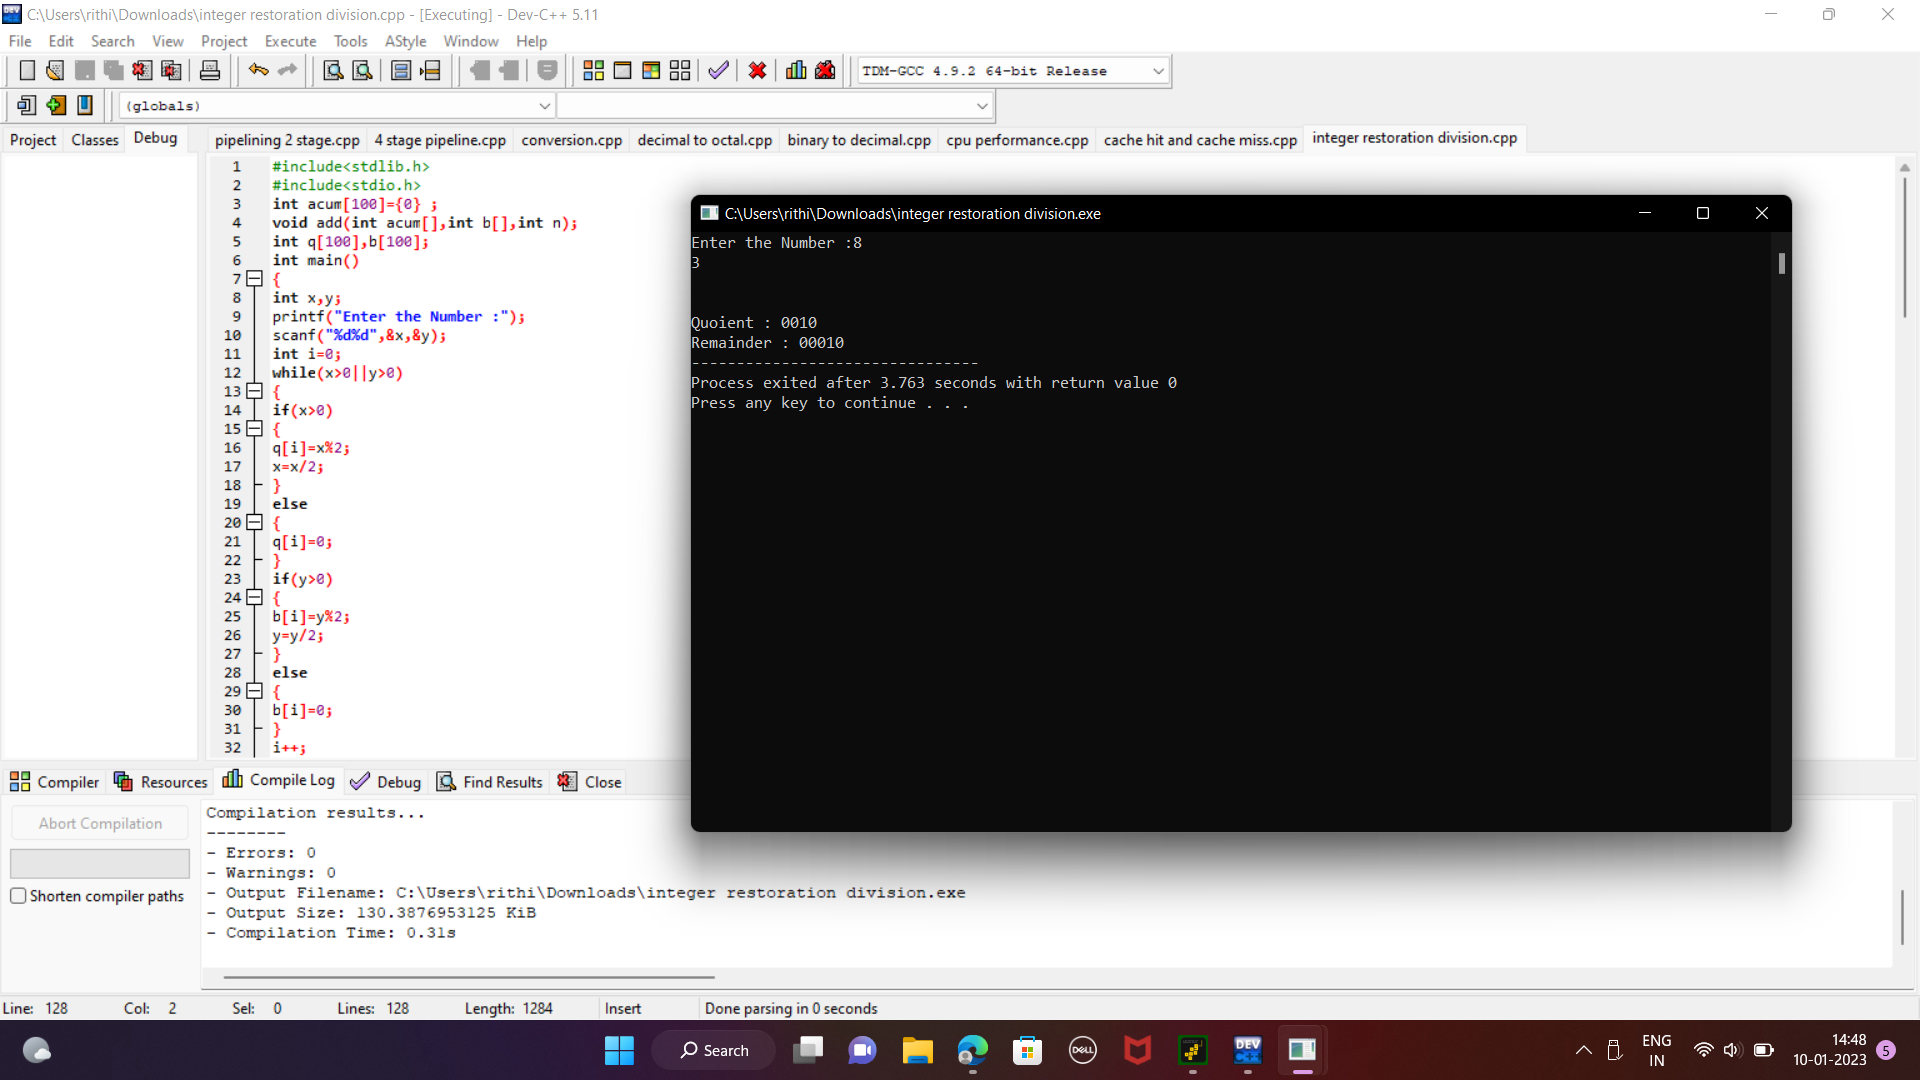 C:\Users\rithi\Downloads\integer restoration division.cpp - [Executing] - Dev-C++ 5.11
File Edit Search View Project Execute Tools AStyle Window Help
TDM-GCC 4.9.2 64-bit Release
(globals)
Project Classes Debug
pipelining 2 stage.cpp 4 stage pipeline.cpp conversion.cpp decimal to octal.cpp binary to decimal.cpp cpu performance.cpp cache hit and cache miss.cpp integer restoration division.cpp
1 #include<stdlib.h>
2 #include<stdio.h>
3 int acum[100]={0} ;
4 void add(int acum[],int b[],int n);
5 int q[100],b[100];
6 int main()
7 {
8 int x,y;
9 printf("Enter the Number :");
10 scanf("%d%d",&x,&y);
11 int i=0;
12 while(x>0||y>0)
13 {
14 if(x>0)
15 {
16 q[i]=x%2;
17 x=x/2;
18 }
19 else
20 {
21 q[i]=0;
22 }
23 if(y>0)
24 {
25 b[i]=y%2;
26 y=y/2;
27 }
28 else
29 {
30 b[i]=0;
31 }
32 i++;
C:\Users\rithi\Downloads\integer restoration division.exe
Enter the Number :8
3
Quoient : 0010
Remainder : 00010
--------------------------------
Process exited after 3.763 seconds with return value 0
Press any key to continue . . .
Compiler Resources Compile Log Debug Find Results Close
Abort Compilation
Shorten compiler paths
Compilation results...
--------
- Errors: 0
- Warnings: 0
- Output Filename: C:\Users\rithi\Downloads\integer restoration division.exe
- Output Size: 130.3876953125 KiB
- Compilation Time: 0.31s
Line: 128 Col: 2 Sel: 0 Lines: 128 Length: 1284 Insert Done parsing in 0 seconds
Search
DELL
DEV C++
ENG
IN
14:48
10-01-2023
5